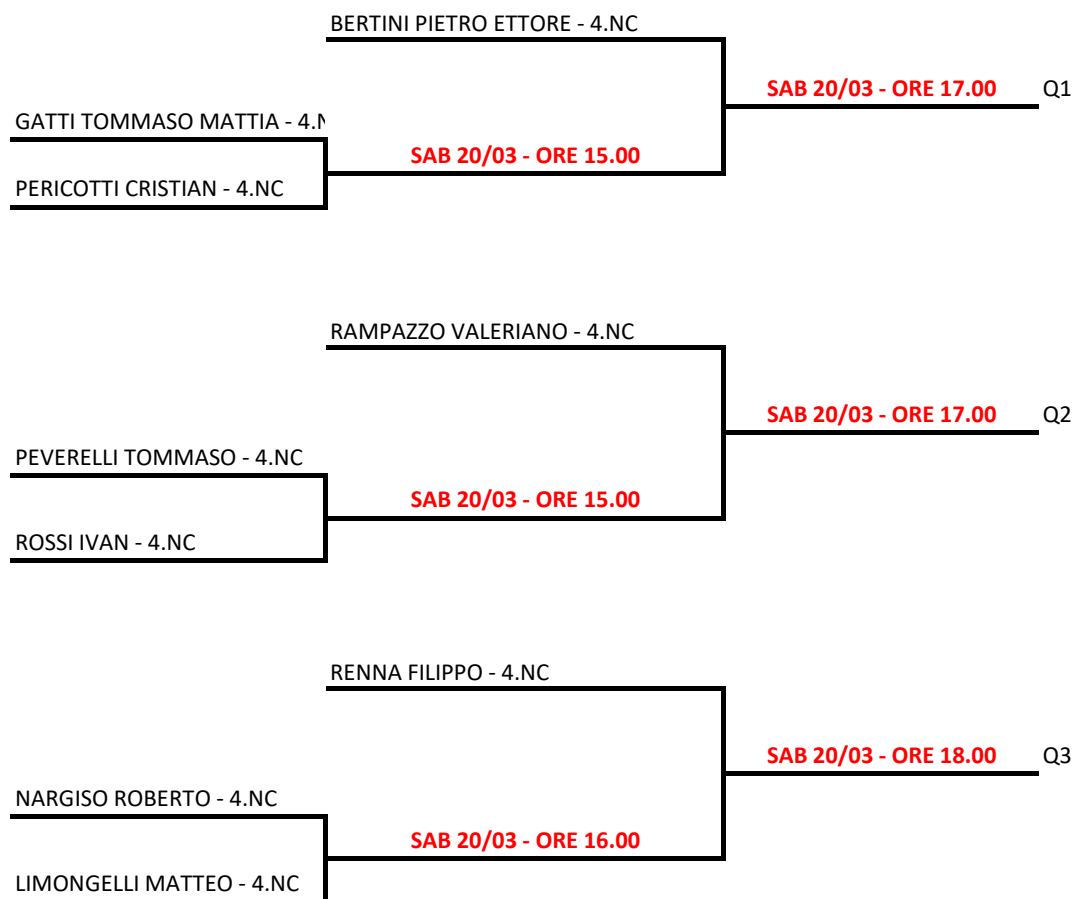 BERTINI PIETRO ETTORE - 4.NC
SAB 20/03 - ORE 17.00 Q1
GATTI TOMMASO MATTIA - 4.N
SAB 20/03 - ORE 15.00
PERICOTTI CRISTIAN - 4.NC
RAMPAZZO VALERIANO - 4.NC
SAB 20/03 - ORE 17.00 Q2
PEVERELLI TOMMASO - 4.NC
SAB 20/03 - ORE 15.00
ROSSI IVAN - 4.NC
RENNA FILIPPO - 4.NC
SAB 20/03 - ORE 18.00 Q3
NARGISO ROBERTO - 4.NC
SAB 20/03 - ORE 16.00
LIMONGELLI MATTEO - 4.NC